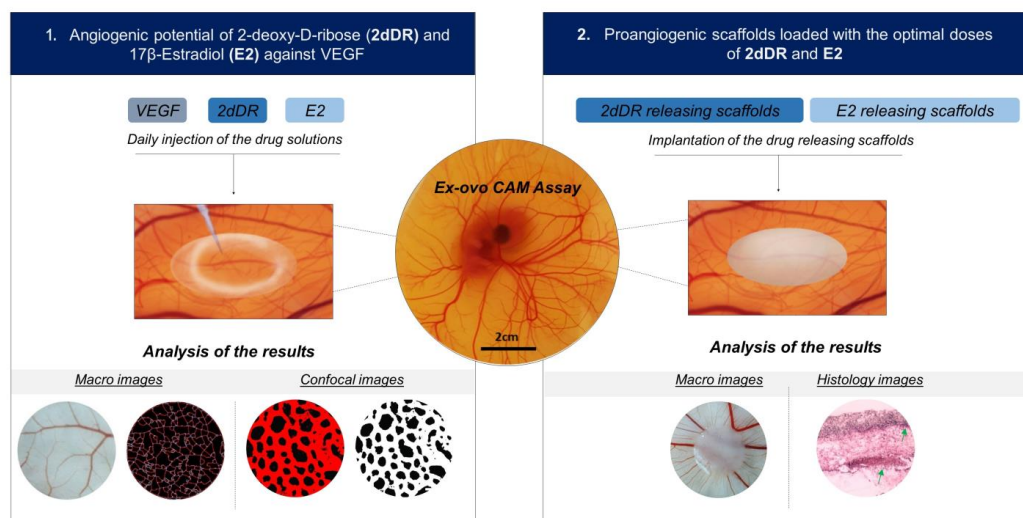 1. Angiogenic potential of 2-deoxy-D-ribose (2dDR) and
17β-Estradiol (E2) against VEGF
VEGF
2dDR
E2
Daily injection of the drug solutions
Analysis of the results
Macro images
Confocal images
Ex-ovo CAM Assay
2cm
2. Proangiogenic scaffolds loaded with the optimal doses
of 2dDR and E2
2dDR releasing scaffolds
E2 releasing scaffolds
Implantation of the drug releasing scaffolds
Analysis of the results
Macro images
Histology images